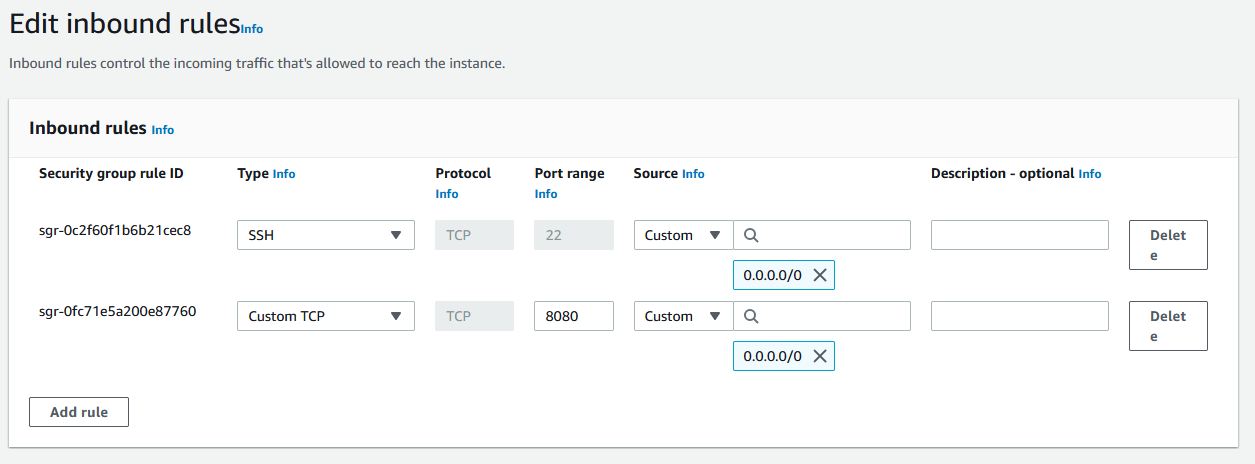 Edit inbound rules Info
Inbound rules control the incoming traffic that's allowed to reach the instance.
Inbound rules Info
Security group rule ID Type Info Protocol Info Port range Info Source Info Description - optional Info
sgr-0c2f60f1b6b21cec8 SSH TCP 22 Custom Delet
e
0.0.0.0/0
sgr-0fc71e5a200e87760 Custom TCP TCP 8080 Custom Delet
e
0.0.0.0/0
Add rule